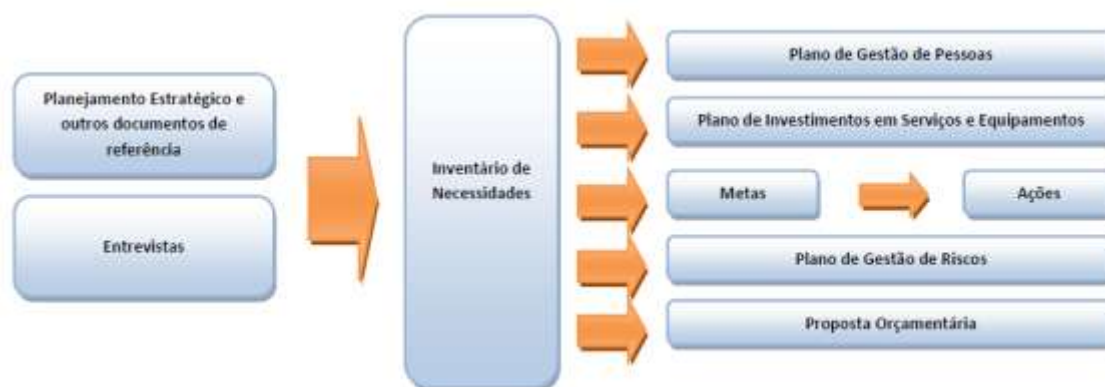 Planejamento Estratégico e
outros documentos de
referência
Entrevistas
Inventário de
Necessidades
Plano de Gestão de Pessoas
Plano de Investimentos em Serviços e Equipamentos
Metas
Ações
Plano de Gestão de Riscos
Proposta Orçamentária